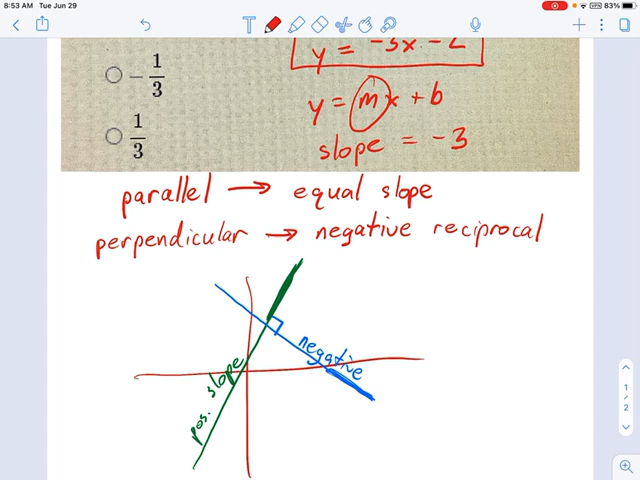 8:53 AM Tue Jun 29
83%
y = -3x - 2
- 1/3
y = mx + b
1/3
slope = -3
parallel → equal slope
perpendicular → negative reciprocal
negative
pos. slope
1
2